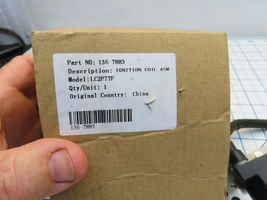 Part NO: 136-7883
Description: IGNITION COIL ASM
Model:LC2P77F
Qty/Unit: 1
Original Country: China
136-7883